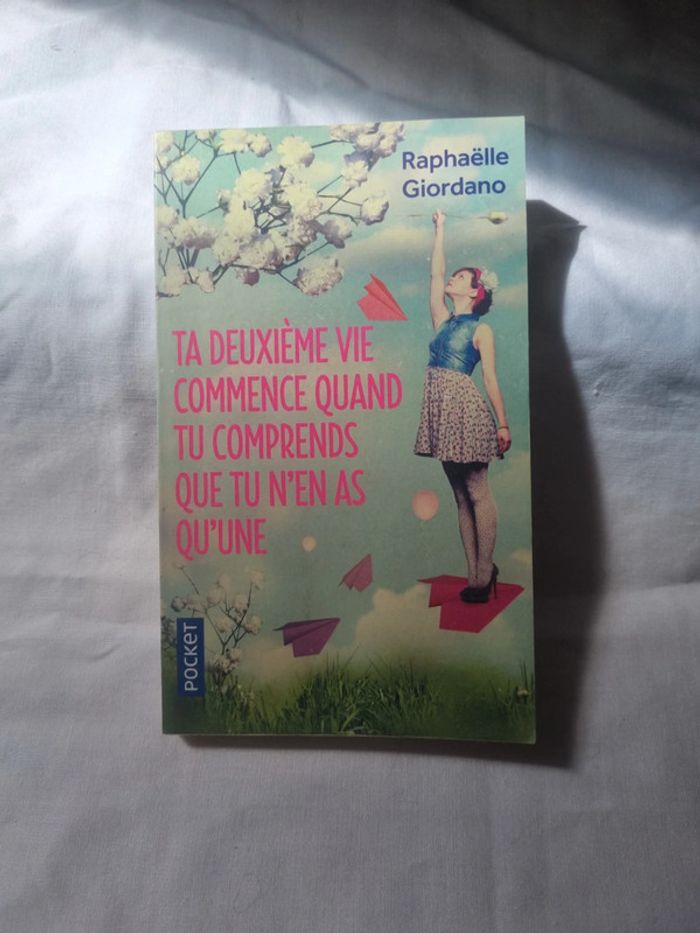 Raphaëlle
Giordano
TA DEUXIÈME VIE
COMMENCE QUAND
TU COMPRENDS
QUE TU N'EN AS
QU'UNE
POCKET